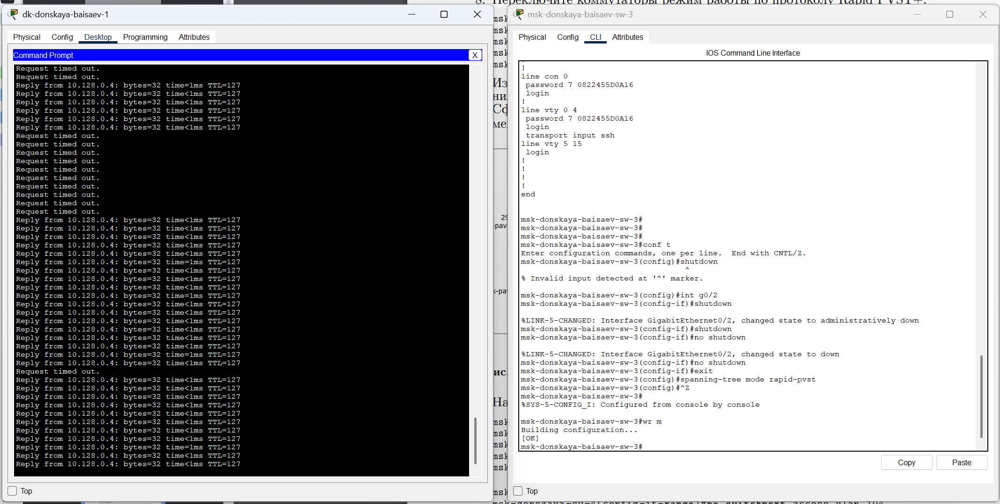 8. Переключите коммутаторы режим работы по протоколу Rapid PVST+.
dk-donskaya-baisaev-1
Physical Config Desktop Programming Attributes
Command Prompt
X
Request timed out.
Request timed out.
Reply from 10.128.0.4: bytes=32 time=1ms TTL=127
Reply from 10.128.0.4: bytes=32 time<1ms TTL=127
Reply from 10.128.0.4: bytes=32 time<1ms TTL=127
Reply from 10.128.0.4: bytes=32 time<1ms TTL=127
Reply from 10.128.0.4: bytes=32 time<1ms TTL=127
Reply from 10.128.0.4: bytes=32 time<1ms TTL=127
Request timed out.
Request timed out.
Request timed out.
Request timed out.
Request timed out.
Request timed out.
Request timed out.
Request timed out.
Request timed out.
Request timed out.
Reply from 10.128.0.4: bytes=32 time<1ms TTL=127
Reply from 10.128.0.4: bytes=32 time<1ms TTL=127
Reply from 10.128.0.4: bytes=32 time<1ms TTL=127
Reply from 10.128.0.4: bytes=32 time<1ms TTL=127
Reply from 10.128.0.4: bytes=32 time<1ms TTL=127
Reply from 10.128.0.4: bytes=32 time=1ms TTL=127
Reply from 10.128.0.4: bytes=32 time<1ms TTL=127
Reply from 10.128.0.4: bytes=32 time<1ms TTL=127
Reply from 10.128.0.4: bytes=32 time<1ms TTL=127
Reply from 10.128.0.4: bytes=32 time=1ms TTL=127
Reply from 10.128.0.4: bytes=32 time<1ms TTL=127
Reply from 10.128.0.4: bytes=32 time<1ms TTL=127
Reply from 10.128.0.4: bytes=32 time<1ms TTL=127
Reply from 10.128.0.4: bytes=32 time<1ms TTL=127
Reply from 10.128.0.4: bytes=32 time<1ms TTL=127
Reply from 10.128.0.4: bytes=32 time<1ms TTL=127
Reply from 10.128.0.4: bytes=32 time=1ms TTL=127
Reply from 10.128.0.4: bytes=32 time<1ms TTL=127
Request timed out.
Reply from 10.128.0.4: bytes=32 time<1ms TTL=127
Reply from 10.128.0.4: bytes=32 time<1ms TTL=127
Reply from 10.128.0.4: bytes=32 time<1ms TTL=127
Reply from 10.128.0.4: bytes=32 time<1ms TTL=127
Reply from 10.128.0.4: bytes=32 time<1ms TTL=127
Reply from 10.128.0.4: bytes=32 time<1ms TTL=127
Reply from 10.128.0.4: bytes=32 time<1ms TTL=127
Reply from 10.128.0.4: bytes=32 time<1ms TTL=127
Reply from 10.128.0.4: bytes=32 time=1ms TTL=127
Reply from 10.128.0.4: bytes=32 time<1ms TTL=127
Reply from 10.128.0.4: bytes=32 time<1ms TTL=127
Top
msk-donskaya-baisaev-sw-3
Physical Config CLI Attributes
IOS Command Line Interface
!
line con 0
password 7 0822455D0A16
login
!
line vty 0 4
password 7 0822455D0A16
login
transport input ssh
line vty 5 15
login
!
!
!
!
end
msk-donskaya-baisaev-sw-3#
msk-donskaya-baisaev-sw-3#
msk-donskaya-baisaev-sw-3#
msk-donskaya-baisaev-sw-3#conf t
Enter configuration commands, one per line. End with CNTL/Z.
msk-donskaya-baisaev-sw-3(config)#shutdown
^
% Invalid input detected at '^' marker.
msk-donskaya-baisaev-sw-3(config)#int g0/2
msk-donskaya-baisaev-sw-3(config-if)#shutdown
%LINK-5-CHANGED: Interface GigabitEthernet0/2, changed state to administratively down
msk-donskaya-baisaev-sw-3(config-if)#shutdown
msk-donskaya-baisaev-sw-3(config-if)#no shutdown
%LINK-5-CHANGED: Interface GigabitEthernet0/2, changed state to down
msk-donskaya-baisaev-sw-3(config-if)#no shutdown
msk-donskaya-baisaev-sw-3(config-if)#exit
msk-donskaya-baisaev-sw-3(config)#spanning-tree mode rapid-pvst
msk-donskaya-baisaev-sw-3(config)#^Z
msk-donskaya-baisaev-sw-3#
%SYS-5-CONFIG_I: Configured from console by console
msk-donskaya-baisaev-sw-3#wr m
Building configuration...
[OK]
msk-donskaya-baisaev-sw-3#
Copy Paste
Top